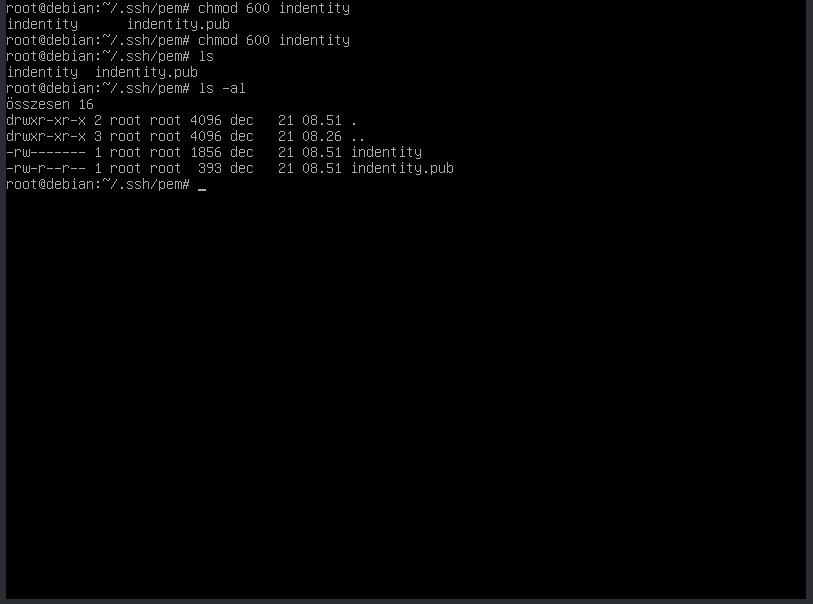 root@debian:~/.ssh/pem# chmod 600 indentity
indentity      indentity.pub
root@debian:~/.ssh/pem# chmod 600 indentity
root@debian:~/.ssh/pem# ls
indentity  indentity.pub
root@debian:~/.ssh/pem# ls -al
összesen 16
drwxr-xr-x 2 root root 4096 dec   21 08.51 .
drwxr-xr-x 3 root root 4096 dec   21 08.26 ..
-rw------- 1 root root 1856 dec   21 08.51 indentity
-rw-r--r-- 1 root root  393 dec   21 08.51 indentity.pub
root@debian:~/.ssh/pem# _